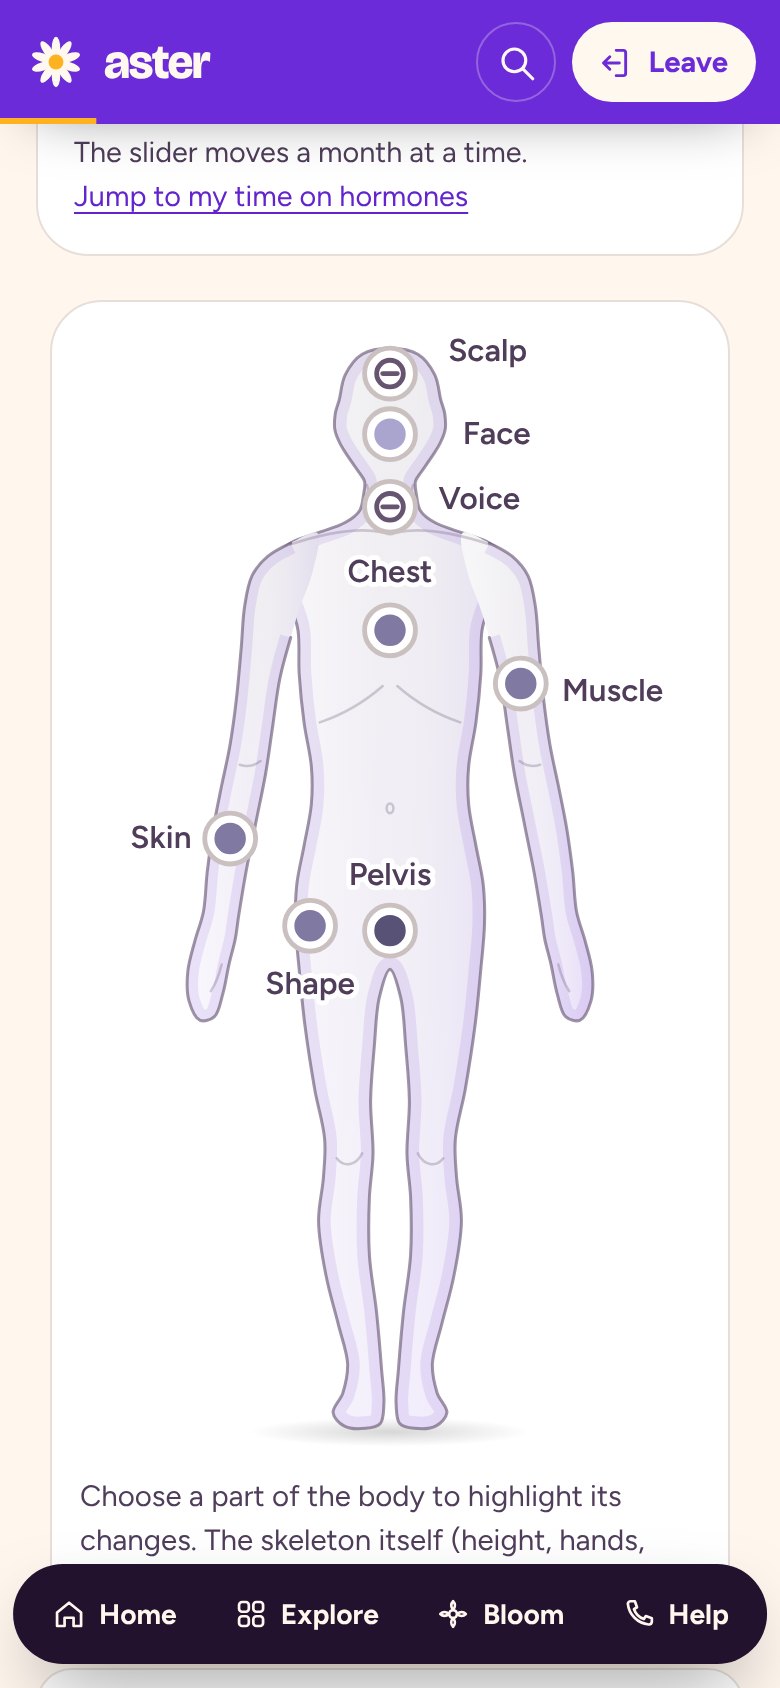 aster
Leave
The slider moves a month at a time.
Jump to my time on hormones
Scalp
Face
Voice
Chest
Muscle
Skin
Pelvis
Shape
Choose a part of the body to highlight its
changes. The skeleton itself (height, hands,
Home
Explore
Bloom
Help